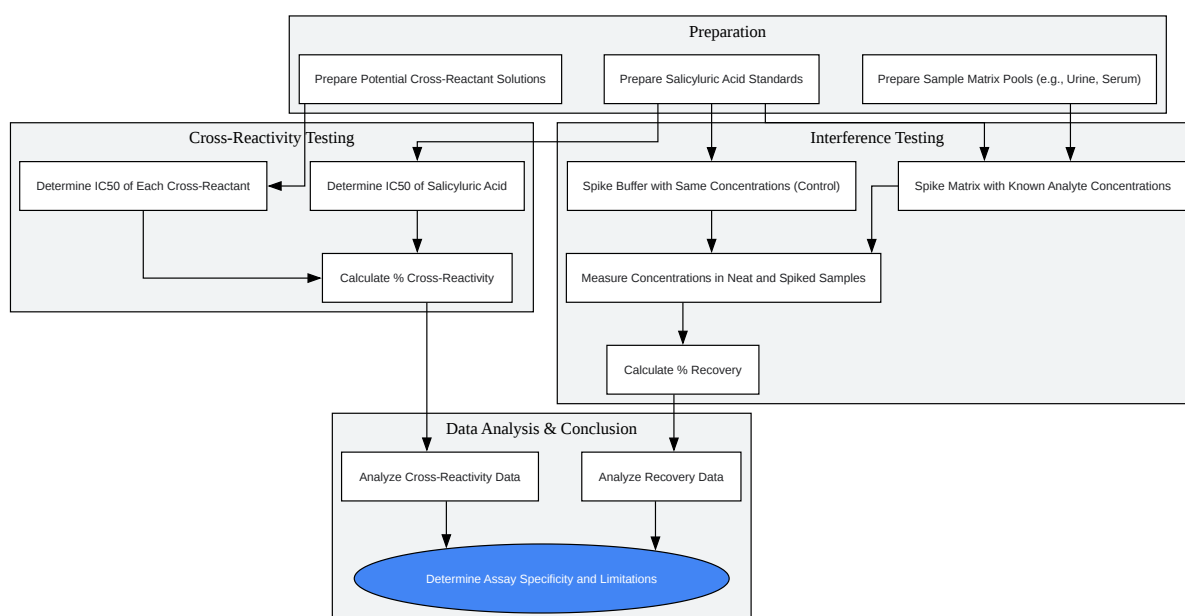 Preparation
Prepare Potential Cross-Reactant Solutions
Prepare Salicyluric Acid Standards
Prepare Sample Matrix Pools (e.g., Urine, Serum)
Cross-Reactivity Testing
Determine IC50 of Each Cross-Reactant
Determine IC50 of Salicyluric Acid
Calculate % Cross-Reactivity
Interference Testing
Spike Buffer with Same Concentrations (Control)
Spike Matrix with Known Analyte Concentrations
Measure Concentrations in Neat and Spiked Samples
Calculate % Recovery
Data Analysis & Conclusion
Analyze Cross-Reactivity Data
Analyze Recovery Data
Determine Assay Specificity and Limitations